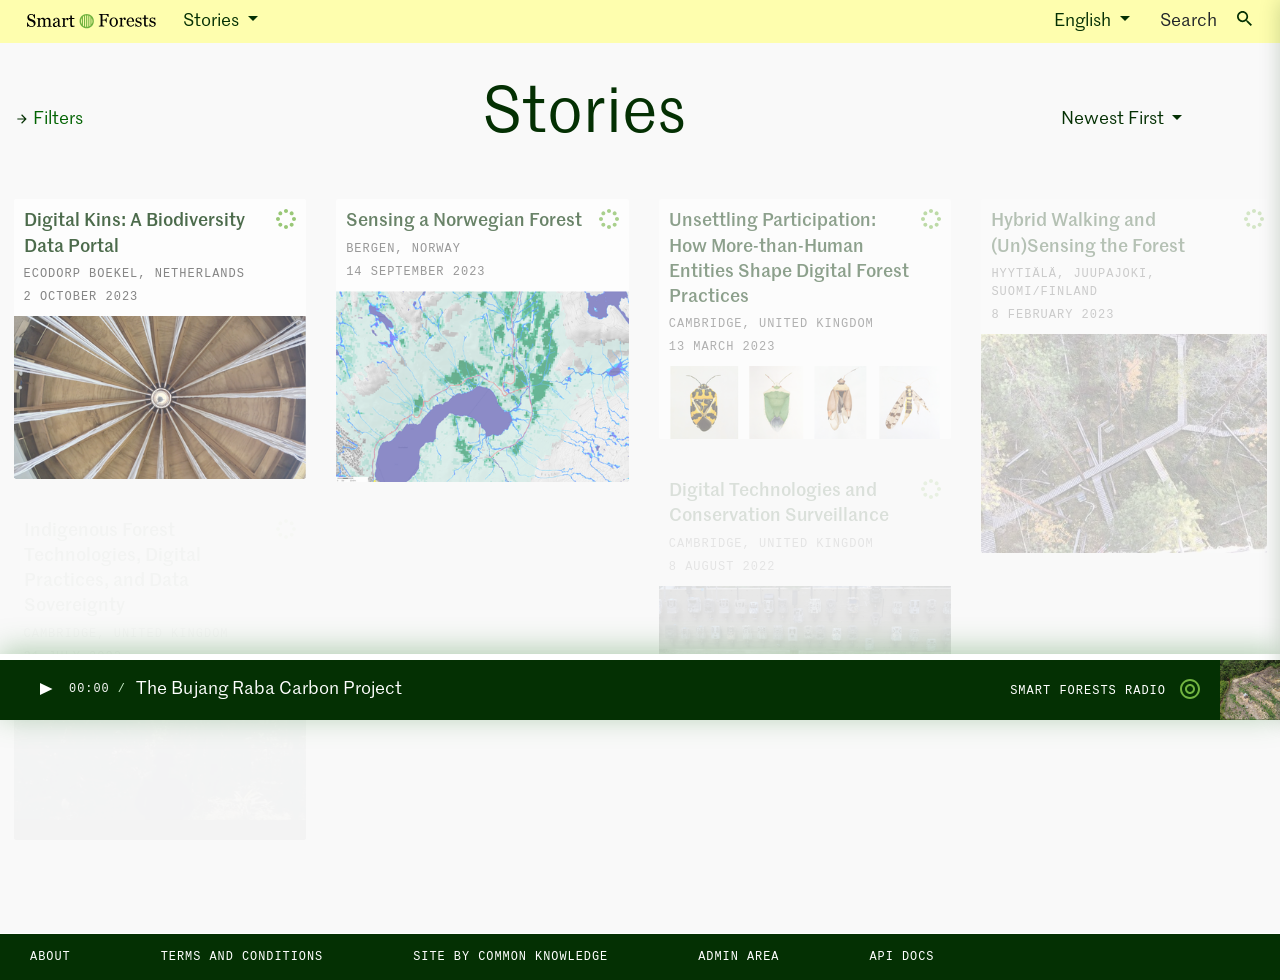 Smart Forests
Stories
English
Search
Filters
Stories
Newest First
Digital Kins: A Biodiversity
Data Portal
ECODORP BOEKEL, NETHERLANDS
2 OCTOBER 2023
Sensing a Norwegian Forest
BERGEN, NORWAY
14 SEPTEMBER 2023
Unsettling Participation:
How More-than-Human
Entities Shape Digital Forest
Practices
CAMBRIDGE, UNITED KINGDOM
13 MARCH 2023
Hybrid Walking and
(Un)Sensing the Forest
HYYTIÄLÄ, JUUPAJOKI,
SUOMI/FINLAND
8 FEBRUARY 2023
Indigenous Forest
Technologies, Digital
Practices, and Data
Sovereignty
Digital Technologies and
Conservation Surveillance
CAMBRIDGE, UNITED KINGDOM
8 AUGUST 2022
00:00 /
The Bujang Raba Carbon Project
SMART FORESTS RADIO
ABOUT
TERMS AND CONDITIONS
SITE BY COMMON KNOWLEDGE
ADMIN AREA
API DOCS